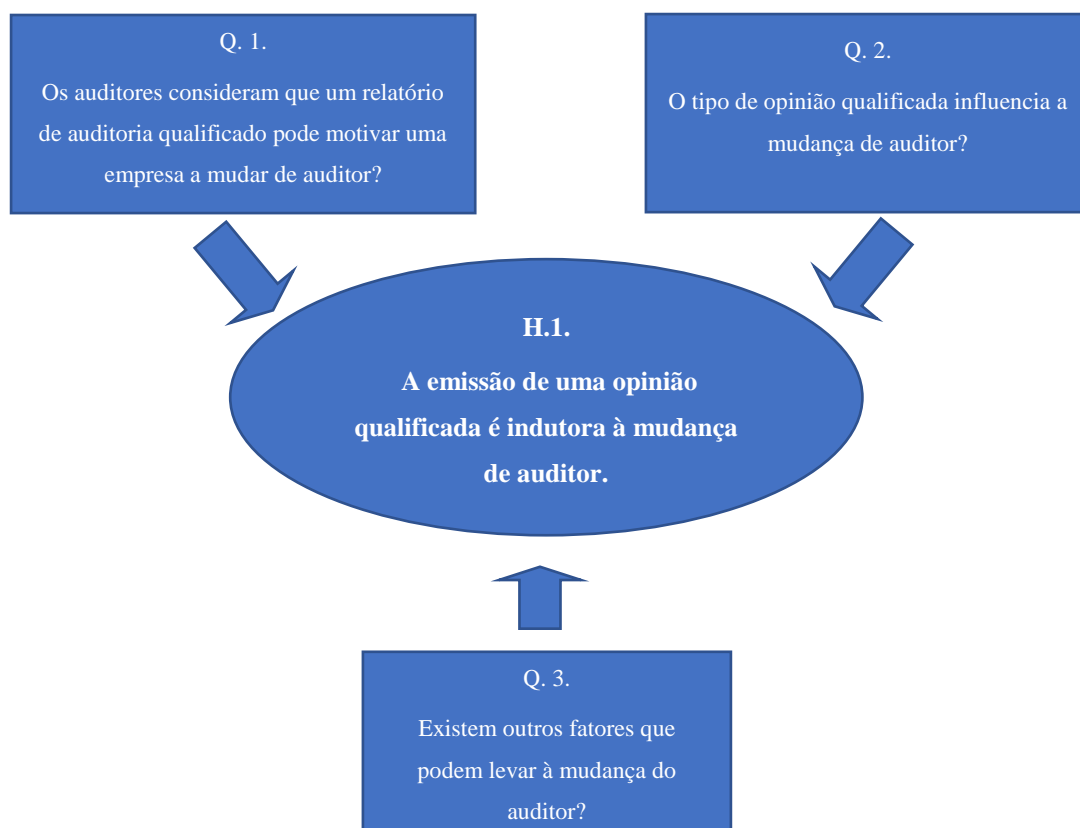 Q. 1.
Os auditores consideram que um relatório
de auditoria qualificado pode motivar uma
empresa a mudar de auditor?
Q. 2.
O tipo de opinião qualificada influencia a
mudança de auditor?
H.1.
A emissão de uma opinião
qualificada é indutora à mudança
de auditor.
Q. 3.
Existem outros fatores que
podem levar à mudança do
auditor?